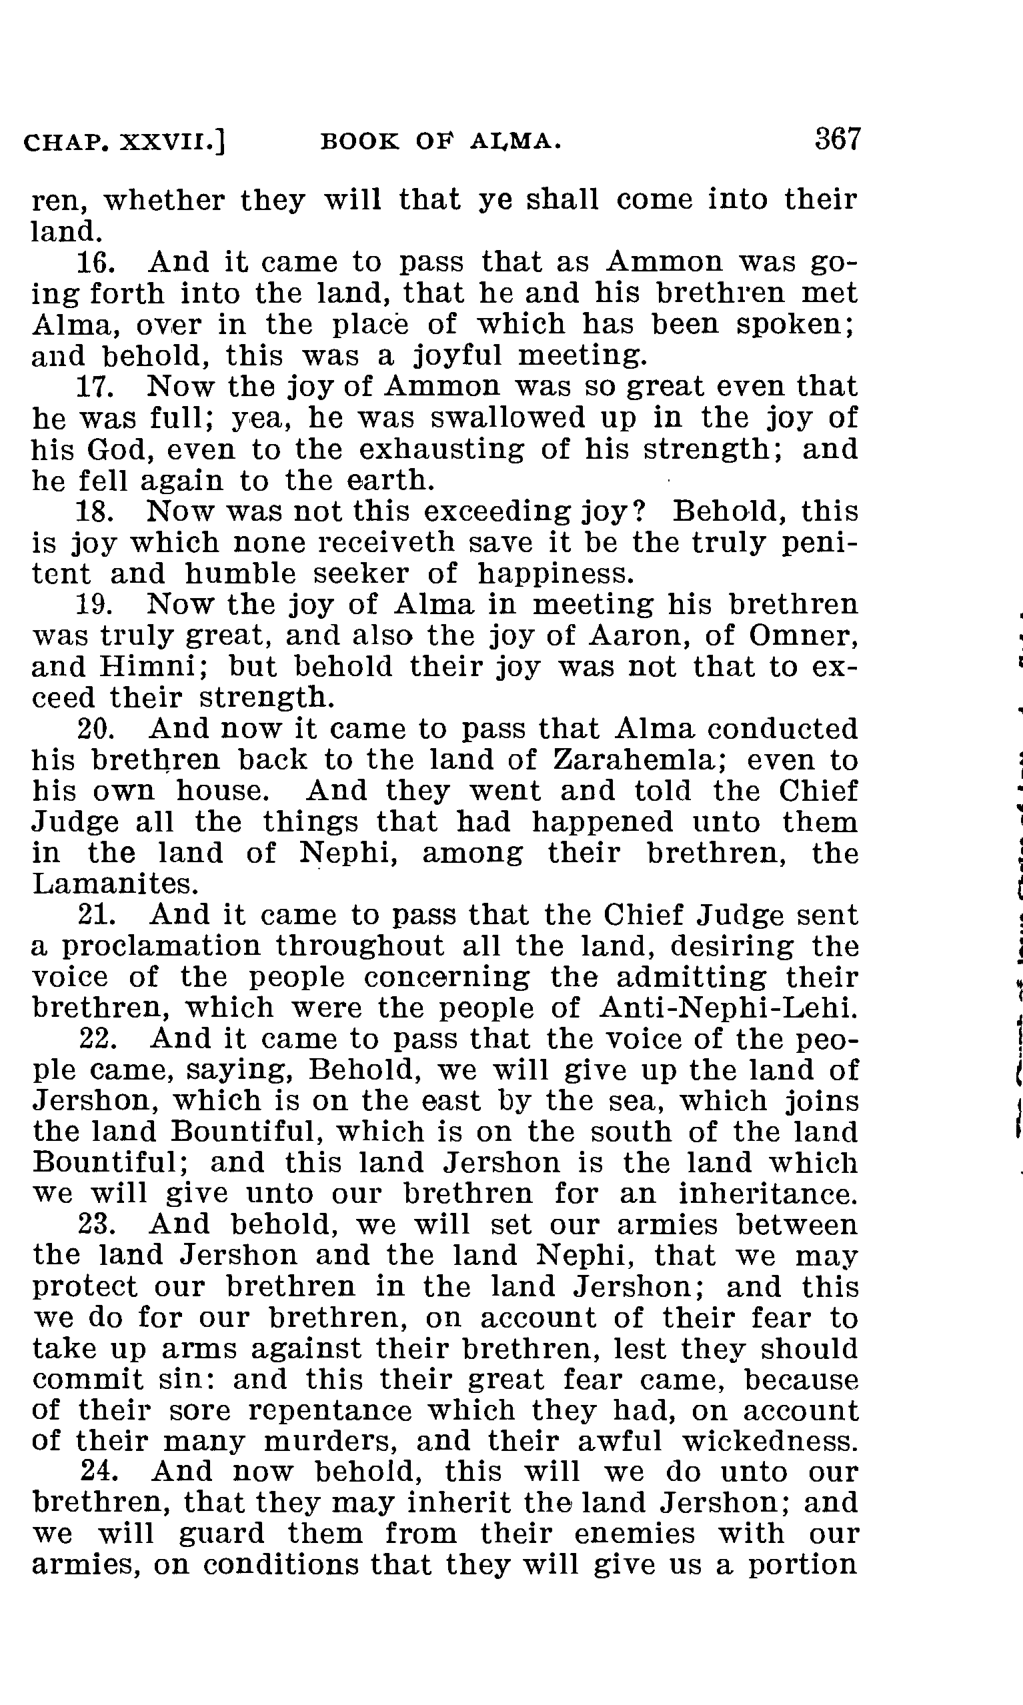 CHAP. XXVII.] BOOK OF ALMA. 367
ren, whether they will that ye shall come into their
land.
16. And it came to pass that as Ammon was go-
ing forth into the land, that he and his brethren met
Alma, over in the place of which has been spoken;
and behold, this was a joyful meeting.
17. Now the joy of Ammon was so great even that
he was full; yea, he was swallowed up in the joy of
his God, even to the exhausting of his strength; and
he fell again to the earth.
18. Now was not this exceeding joy? Behold, this
is joy which none receiveth save it be the truly peni-
tent and humble seeker of happiness.
19. Now the joy of Alma in meeting his brethren
was truly great, and also the joy of Aaron, of Omner,
and Himni; but behold their joy was not that to ex-
ceed their strength.
20. And now it came to pass that Alma conducted
his brethren back to the land of Zarahemla; even to
his own house. And they went and told the Chief
Judge all the things that had happened unto them
in the land of Nephi, among their brethren, the
Lamanites.
21. And it came to pass that the Chief Judge sent
a proclamation throughout all the land, desiring the
voice of the people concerning the admitting their
brethren, which were the people of Anti-Nephi-Lehi.
22. And it came to pass that the voice of the peo-
ple came, saying, Behold, we will give up the land of
Jershon, which is on the east by the sea, which joins
the land Bountiful, which is on the south of the land
Bountiful; and this land Jershon is the land which
we will give unto our brethren for an inheritance.
23. And behold, we will set our armies between
the land Jershon and the land Nephi, that we may
protect our brethren in the land Jershon; and this
we do for our brethren, on account of their fear to
take up arms against their brethren, lest they should
commit sin: and this their great fear came, because
of their sore repentance which they had, on account
of their many murders, and their awful wickedness.
24. And now behold, this will we do unto our
brethren, that they may inherit the land Jershon; and
we will guard them from their enemies with our
armies, on conditions that they will give us a portion